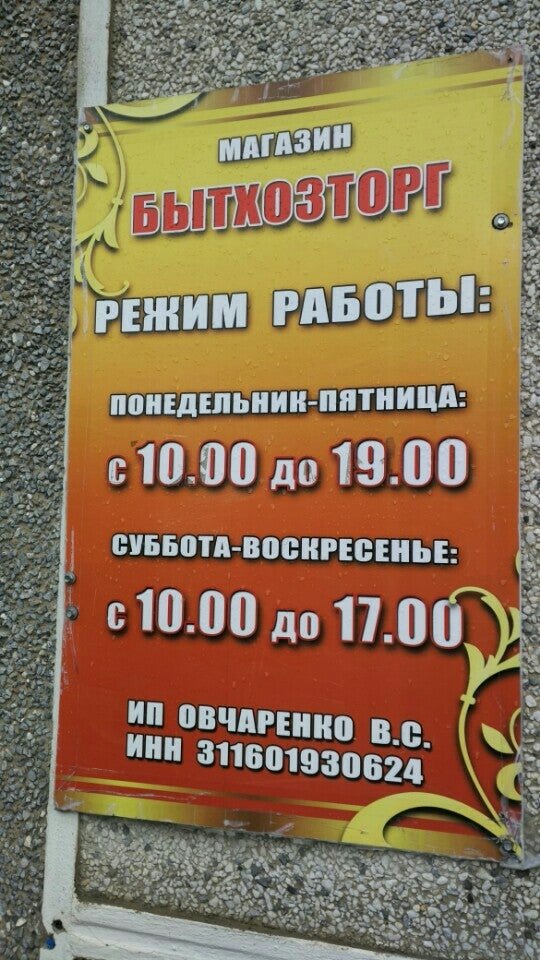 МАГАЗИН
БЫТХОЗТОРГ
РЕЖИМ РАБОТЫ:
ПОНЕДЕЛЬНИК-ПЯТНИЦА:
с 10.00 до 19.00
СУББОТА-ВОСКРЕСЕНЬЕ:
с 10.00 до 17.00
ИП ОВЧАРЕНКО В.С.
ИНН 311601930624